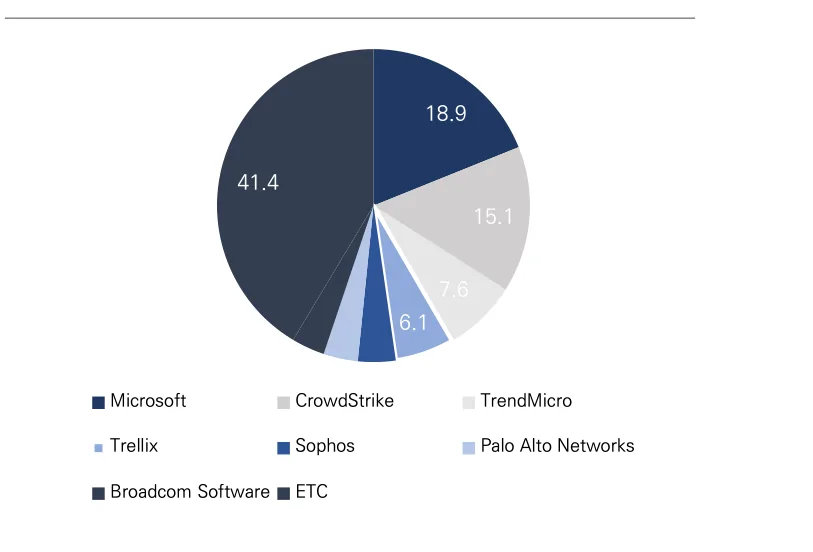 18.9
41.4
15.1
7.6
6.1
Microsoft CrowdStrike TrendMicro
Trellix Sophos Palo Alto Networks
Broadcom Software ETC